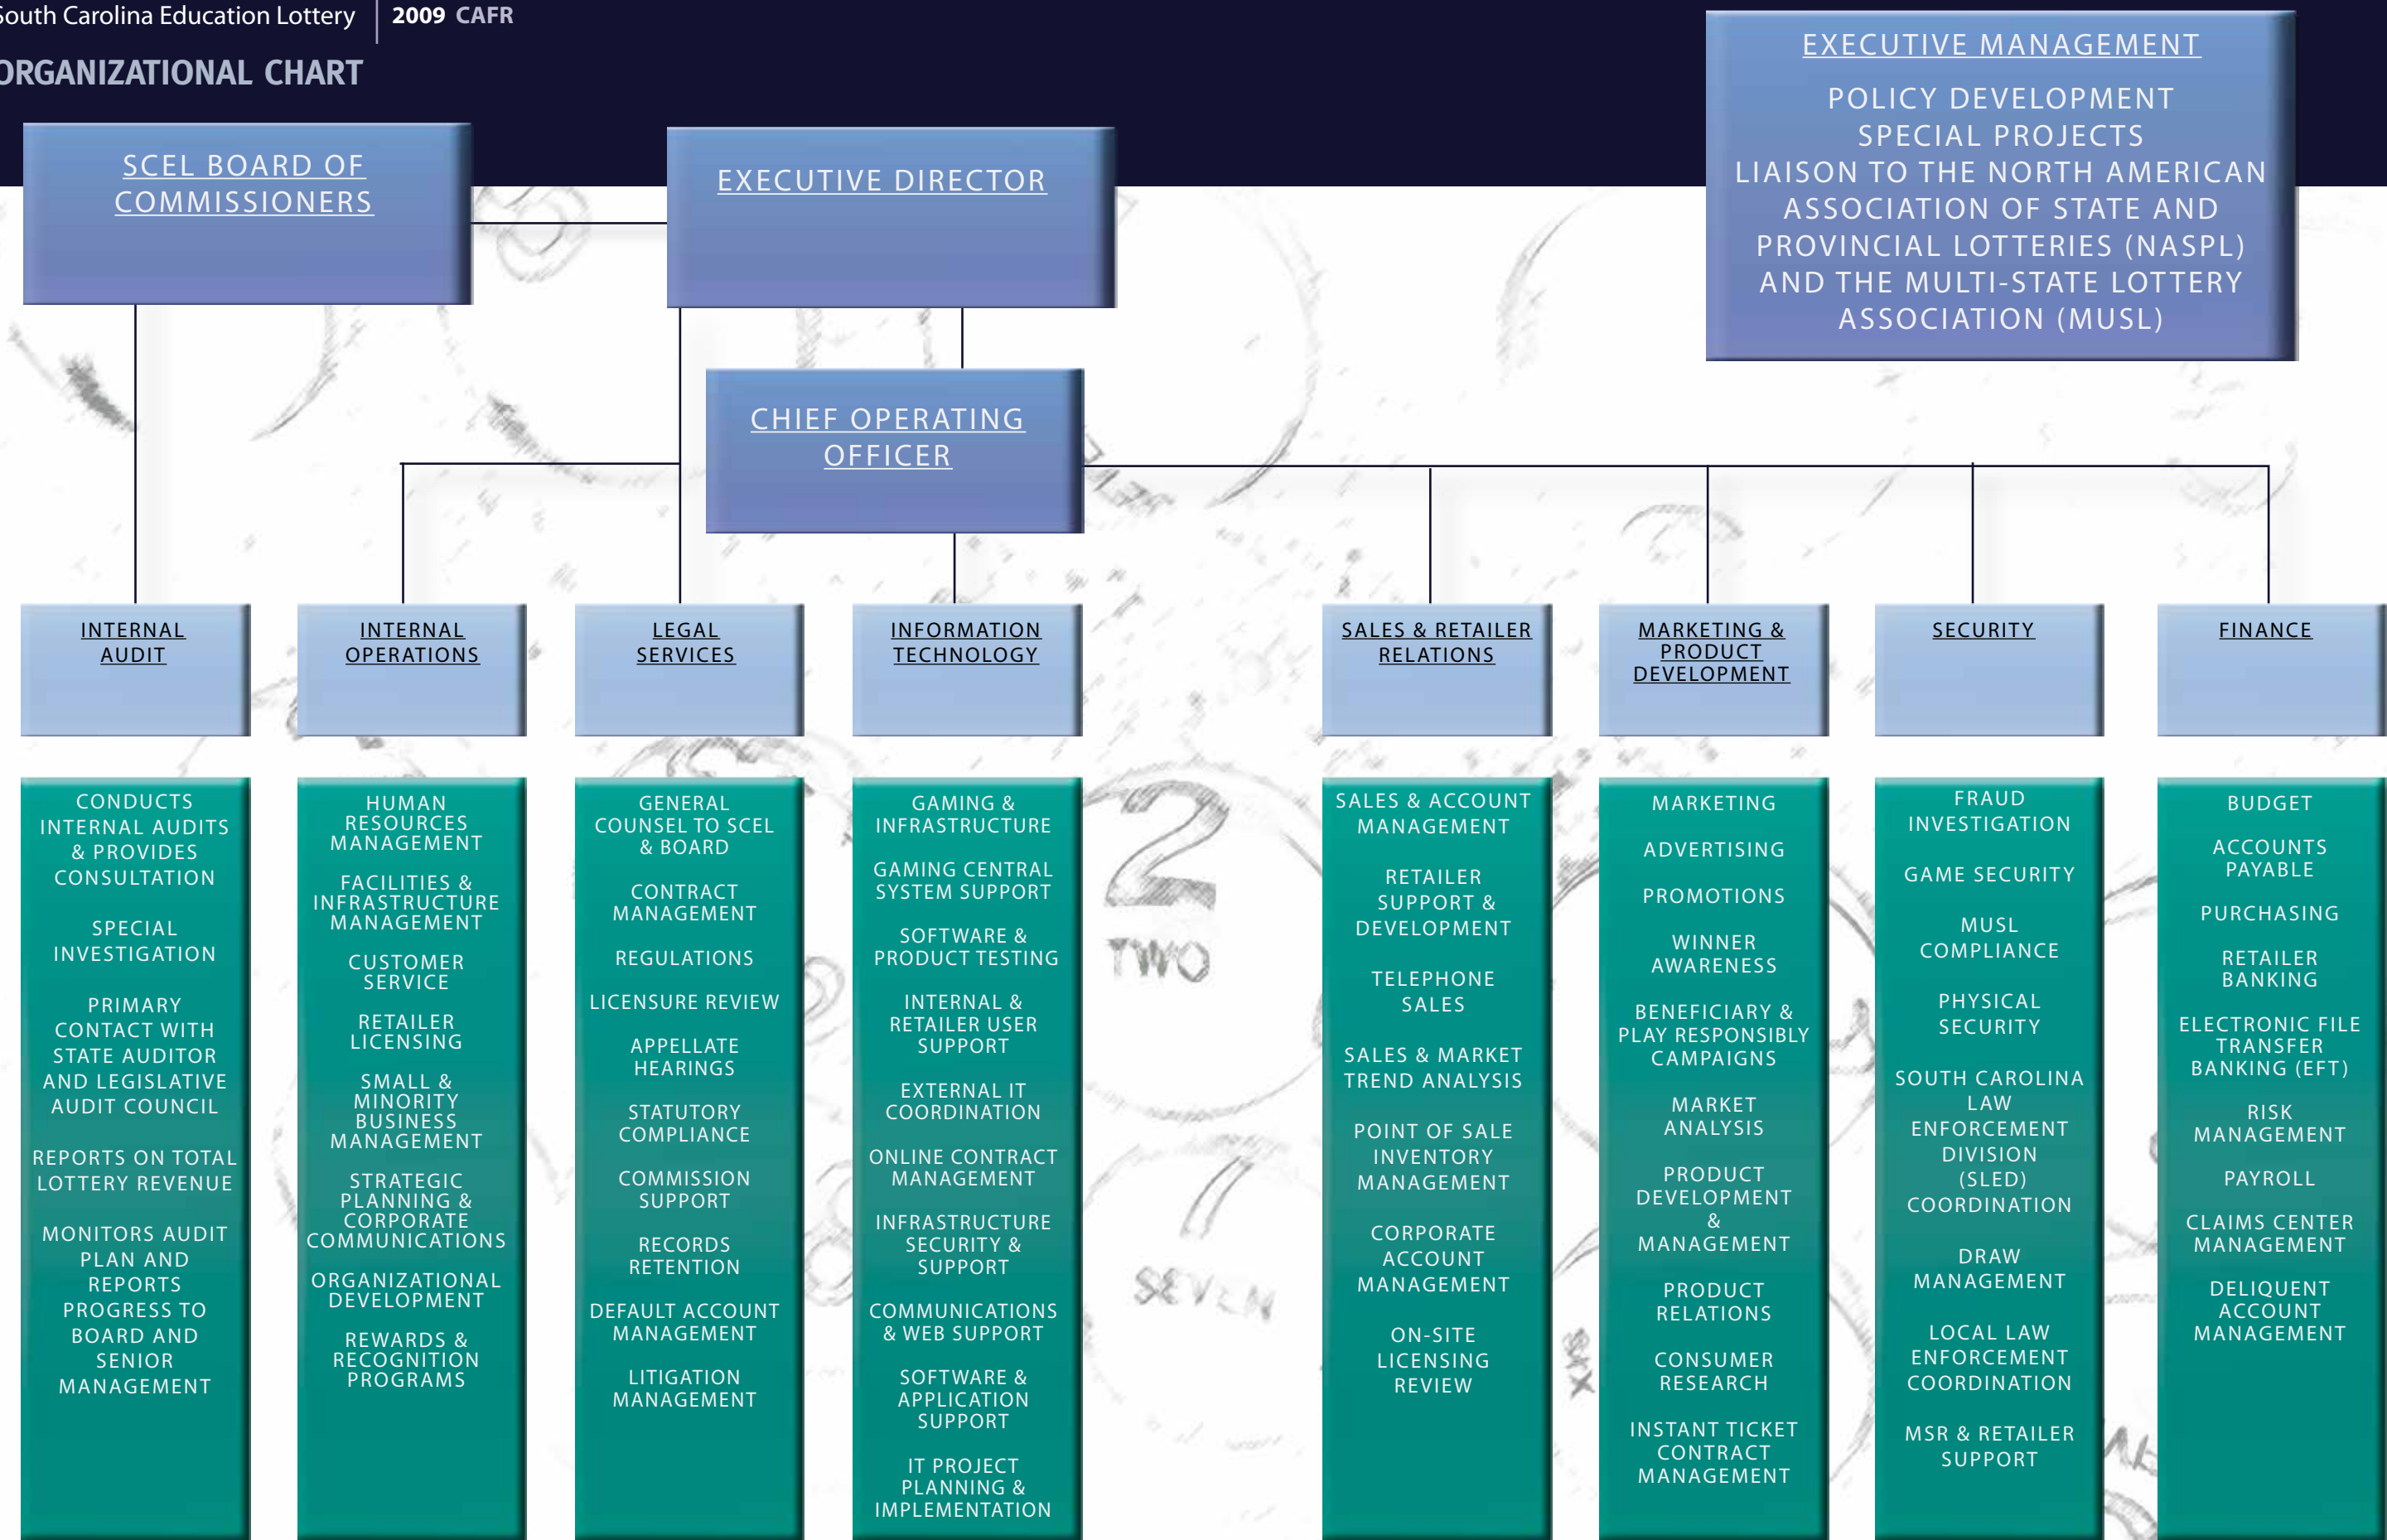 South Carolina Education Lottery | 2009 CAFR
ORGANIZATIONAL CHART
EXECUTIVE MANAGEMENT
POLICY DEVELOPMENT
SPECIAL PROJECTS
LIAISON TO THE NORTH AMERICAN
ASSOCIATION OF STATE AND
PROVINCIAL LOTTERIES (NASPL)
AND THE MULTI-STATE LOTTERY
ASSOCIATION (MUSL)
SCEL BOARD OF
COMMISSIONERS
EXECUTIVE DIRECTOR
CHIEF OPERATING
OFFICER
INTERNAL
AUDIT
CONDUCTS
INTERNAL AUDITS
& PROVIDES
CONSULTATION
SPECIAL
INVESTIGATION
PRIMARY
CONTACT WITH
STATE AUDITOR
AND LEGISLATIVE
AUDIT COUNCIL
REPORTS ON TOTAL
LOTTERY REVENUE
MONITORS AUDIT
PLAN AND
REPORTS
PROGRESS TO
BOARD AND
SENIOR
MANAGEMENT
INTERNAL
OPERATIONS
HUMAN
RESOURCES
MANAGEMENT
FACILITIES &
INFRASTRUCTURE
MANAGEMENT
CUSTOMER
SERVICE
RETAILER
LICENSING
SMALL &
MINORITY
BUSINESS
MANAGEMENT
STRATEGIC
PLANNING &
CORPORATE
COMMUNICATIONS
ORGANIZATIONAL
DEVELOPMENT
REWARDS &
RECOGNITION
PROGRAMS
LEGAL
SERVICES
GENERAL
COUNSEL TO SCEL
& BOARD
CONTRACT
MANAGEMENT
REGULATIONS
LICENSURE REVIEW
APPELLATE
HEARINGS
STATUTORY
COMPLIANCE
COMMISSION
SUPPORT
RECORDS
RETENTION
DEFAULT ACCOUNT
MANAGEMENT
LITIGATION
MANAGEMENT
INFORMATION
TECHNOLOGY
GAMING &
INFRASTRUCTURE
GAMING CENTRAL
SYSTEM SUPPORT
SOFTWARE &
PRODUCT TESTING
INTERNAL &
RETAILER USER
SUPPORT
EXTERNAL IT
COORDINATION
ONLINE CONTRACT
MANAGEMENT
INFRASTRUCTURE
SECURITY &
SUPPORT
COMMUNICATIONS
& WEB SUPPORT
SOFTWARE &
APPLICATION
SUPPORT
IT PROJECT
PLANNING &
IMPLEMENTATION
2
TWO
7
SEVEN
SALES & RETAILER
RELATIONS
SALES & ACCOUNT
MANAGEMENT
RETAILER
SUPPORT &
DEVELOPMENT
TELEPHONE
SALES
SALES & MARKET
TREND ANALYSIS
POINT OF SALE
INVENTORY
MANAGEMENT
CORPORATE
ACCOUNT
MANAGEMENT
ON-SITE
LICENSING
REVIEW
MARKETING &
PRODUCT
DEVELOPMENT
MARKETING
ADVERTISING
PROMOTIONS
WINNER
AWARENESS
BENEFICIARY &
PLAY RESPONSIBLY
CAMPAIGNS
MARKET
ANALYSIS
PRODUCT
DEVELOPMENT
&
MANAGEMENT
PRODUCT
RELATIONS
CONSUMER
RESEARCH
INSTANT TICKET
CONTRACT
MANAGEMENT
SECURITY
FRAUD
INVESTIGATION
GAME SECURITY
MUSL
COMPLIANCE
PHYSICAL
SECURITY
SOUTH CAROLINA
LAW
ENFORCEMENT
DIVISION
(SLED)
COORDINATION
DRAW
MANAGEMENT
LOCAL LAW
ENFORCEMENT
COORDINATION
MSR & RETAILER
SUPPORT
FINANCE
BUDGET
ACCOUNTS
PAYABLE
PURCHASING
RETAILER
BANKING
ELECTRONIC FILE
TRANSFER
BANKING (EFT)
RISK
MANAGEMENT
PAYROLL
CLAIMS CENTER
MANAGEMENT
DELIQUENT
ACCOUNT
MANAGEMENT